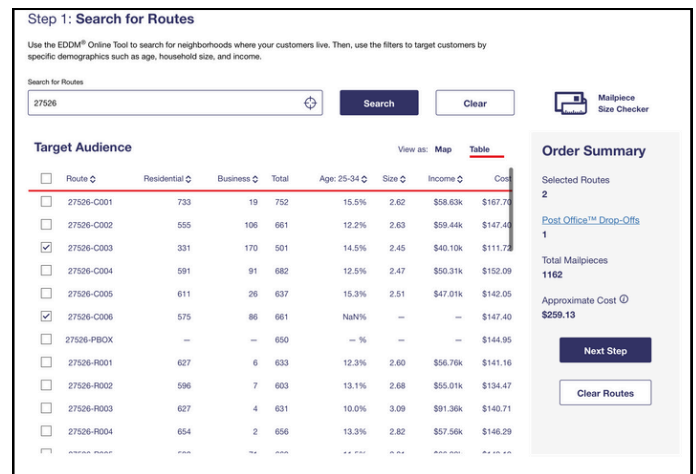 Step 1: Search for Routes
Use the EDDM® Online Tool to search for neighborhoods where your customers live. Then, use the filters to target customers by
specific demographics such as age, household size, and income.
Search for Routes
27526
Search
Clear
Mailpiece
Size Checker
Target Audience
View as: Map Table
Route Residential Business Total Age: 25-34 Size Income Cost
27526-C001 733 19 752 15.5% 2.62 $58.63k $167.70
27526-C002 555 106 661 12.2% 2.63 $59.44k $147.40
27526-C003 331 170 501 14.5% 2.45 $40.10k $111.72
27526-C004 591 91 682 12.5% 2.47 $50.31k $152.09
27526-C005 611 26 637 15.3% 2.51 $47.01k $142.05
27526-C006 575 86 661 NaN% — — $147.40
27526-PBOX — — 650 — % — $144.95
27526-R001 627 6 633 12.3% 2.60 $56.76k $141.16
27526-R002 596 7 603 13.1% 2.68 $55.01k $134.47
27526-R003 627 4 631 10.0% 3.09 $91.36k $140.71
27526-R004 654 2 656 13.3% 2.82 $57.56k $146.29
Order Summary
Selected Routes
2
Post Office™ Drop-Offs
1
Total Mailpieces
1162
Approximate Cost
$259.13
Next Step
Clear Routes